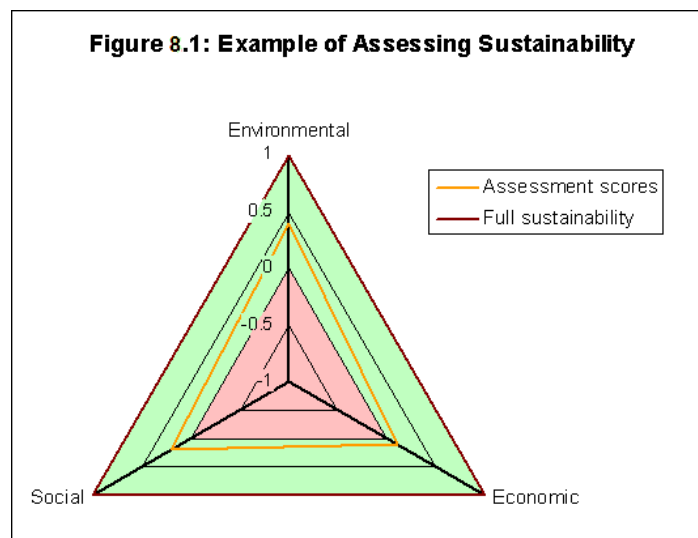 Figure 8.1: Example of Assessing Sustainability
Environmental
1
Assessment scores
0.5
Full sustainability
0
-0.5
-1
Social
Economic